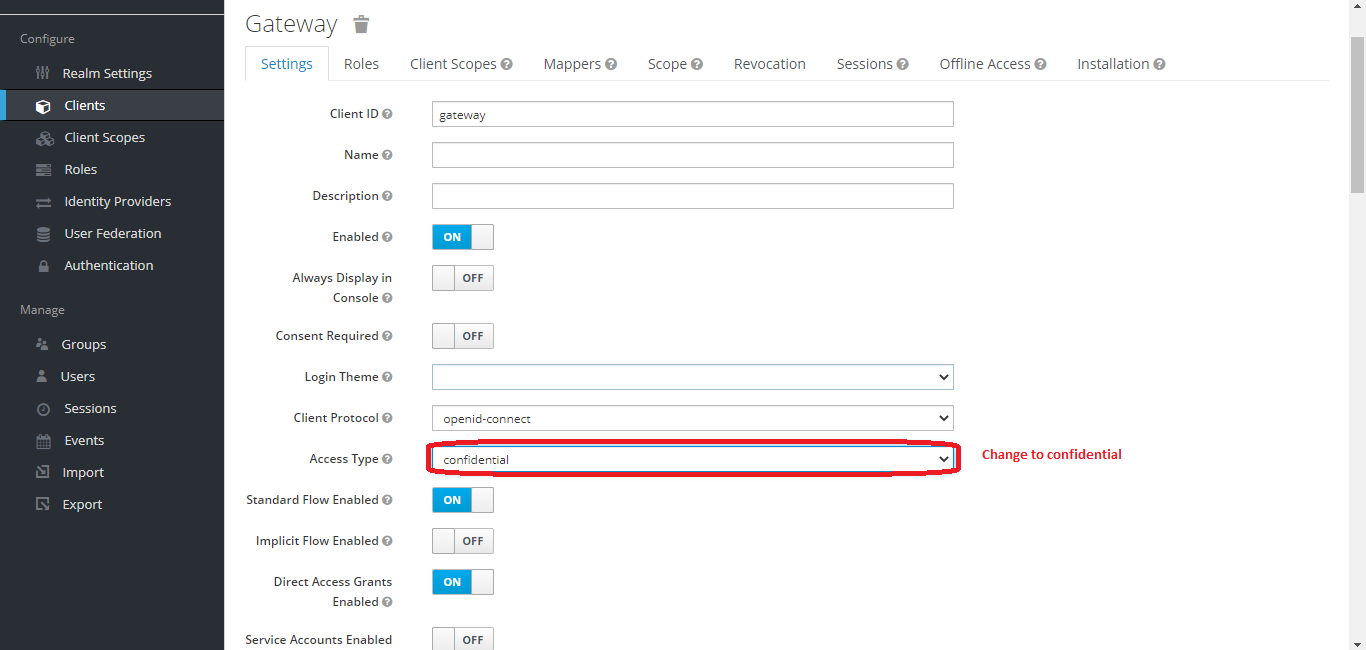 Gateway
Configure
Realm Settings
Clients
Client Scopes
Roles
Identity Providers
User Federation
Authentication
Manage
Groups
Users
Sessions
Events
Import
Export
Settings Roles Client Scopes Mappers Scope Revocation Sessions Offline Access Installation
Client ID gateway
Name
Description
Enabled ON
Always Display in
Console OFF
Consent Required OFF
Login Theme
Client Protocol openid-connect
Access Type confidential Change to confidential
Standard Flow Enabled ON
Implicit Flow Enabled OFF
Direct Access Grants
Enabled ON
Service Accounts Enabled OFF